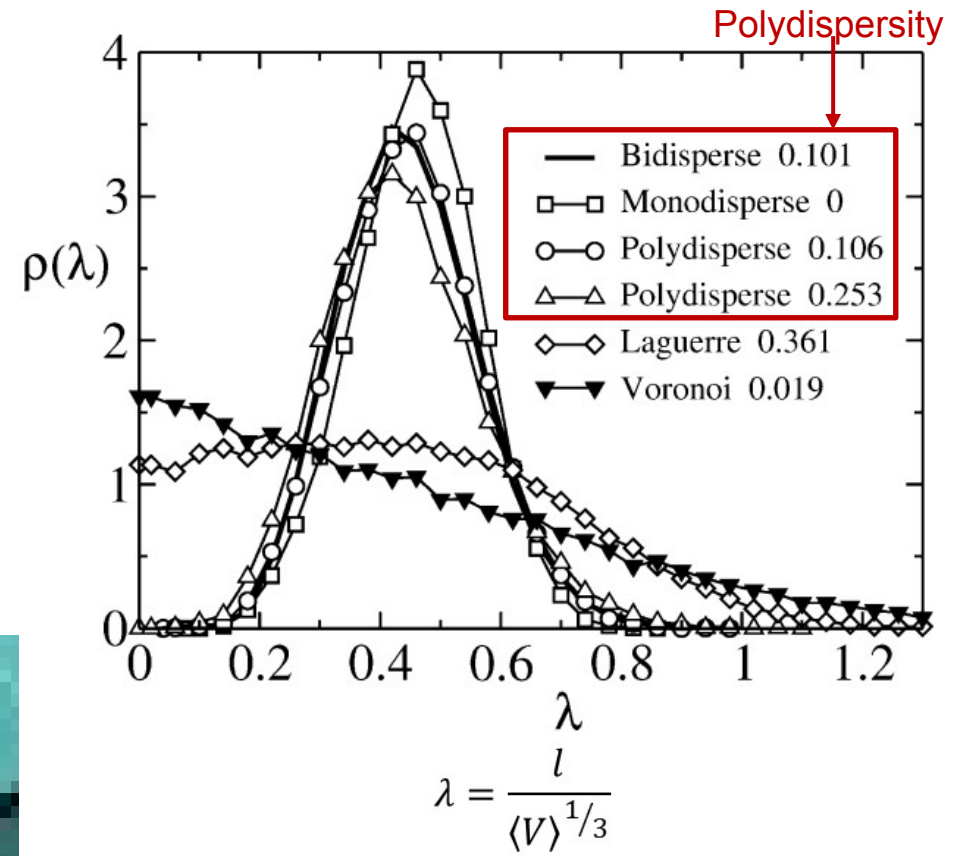 Polydispersity
4
3
2
1
0
ρ(λ)
Bidisperse 0.101
Monodisperse 0
Polydisperse 0.106
Polydisperse 0.253
Laguerre 0.361
Voronoi 0.019
0 0.2 0.4 0.6 0.8 1 1.2
λ
λ = l / ⟨V⟩^1/3